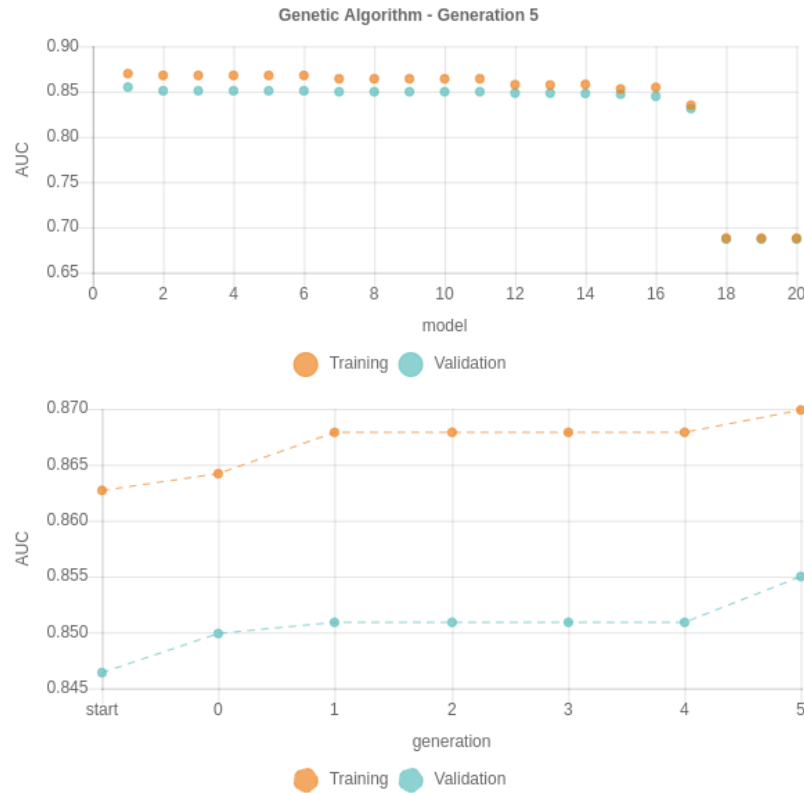 Genetic Algorithm - Generation 5
0.90
0.85
0.80
0.75
0.70
0.65
AUC
0 2 4 6 8 10 12 14 16 18 20
model
Training Validation
0.870
0.865
0.860
0.855
0.850
0.845
AUC
start 0 1 2 3 4 5
generation
Training Validation